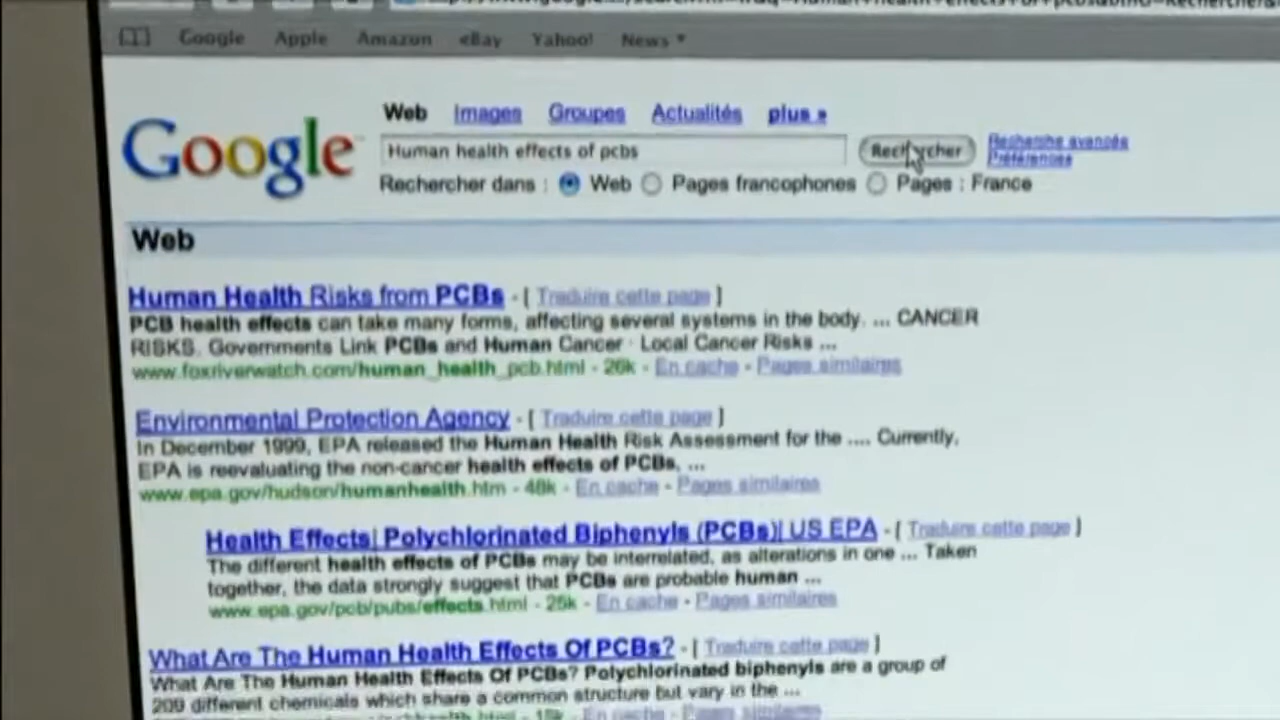 Google Apple Amazon eBay Yahoo! News
Web Images Groupes Actualités plus »
Google
Human health effects of pcbs
Rechercher
Recherche avancée
Préférences
Rechercher dans : Web Pages francophones Pages : France
Web
Human Health Risks from PCBs - [ Traduire cette page ]
PCB health effects can take many forms, affecting several systems in the body. ... CANCER
RISKS. Governments Link PCBs and Human Cancer · Local Cancer Risks ...
www.foxriverwatch.com/human_health_pcb.html - 26k - En cache - Pages similaires
Environmental Protection Agency - [ Traduire cette page ]
In December 1999, EPA released the Human Health Risk Assessment for the .... Currently,
EPA is reevaluating the non-cancer health effects of PCBs, ...
www.epa.gov/hudson/humanhealth.htm - 48k - En cache - Pages similaires
Health Effects| Polychlorinated Biphenyls (PCBs)| US EPA - [ Traduire cette page ]
The different health effects of PCBs may be interrelated, as alterations in one ... Taken
together, the data strongly suggest that PCBs are probable human ...
www.epa.gov/pcb/pubs/effects.html - 25k - En cache - Pages similaires
What Are The Human Health Effects Of PCBs? - [ Traduire cette page ]
What Are The Human Health Effects Of PCBs? Polychlorinated biphenyls are a group of
209 different chemicals which share a common structure but vary in the ...
En cache - Pages similaires